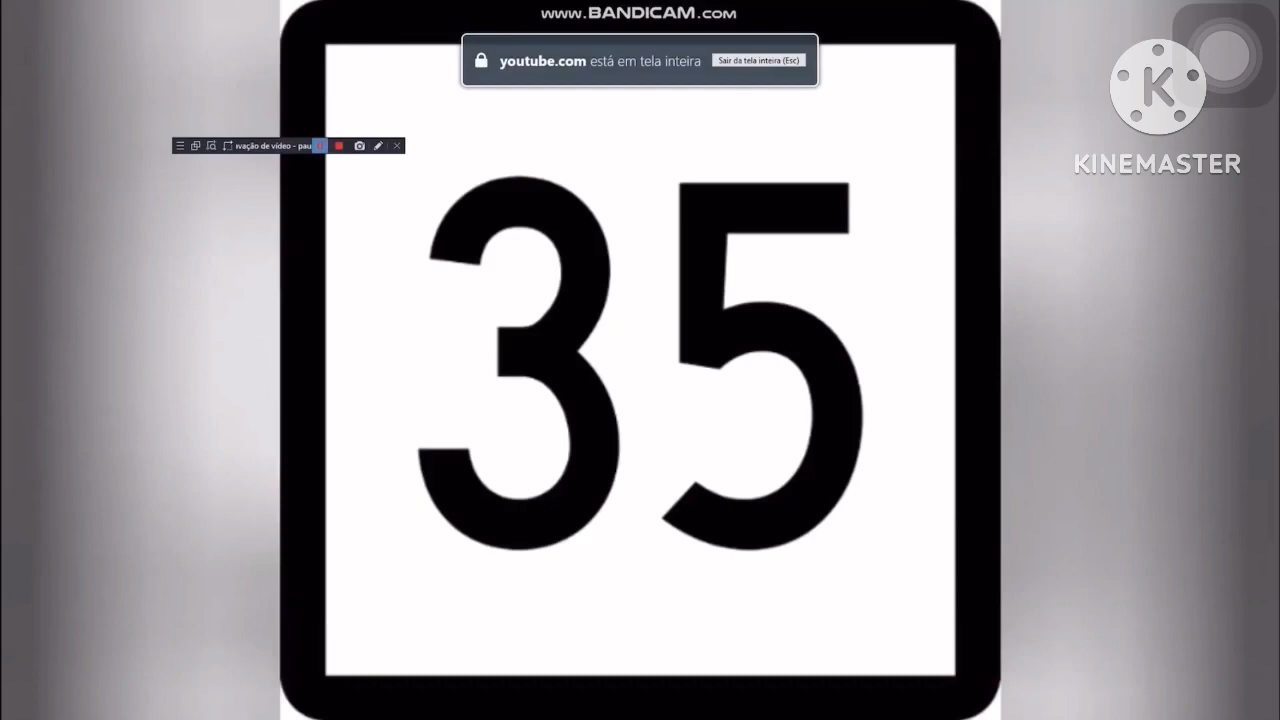 www.BANDICAM.com
youtube.com está em tela inteira Sair da tela inteira (Esc)
K
KINEMASTER
ivação de vídeo - pau
35